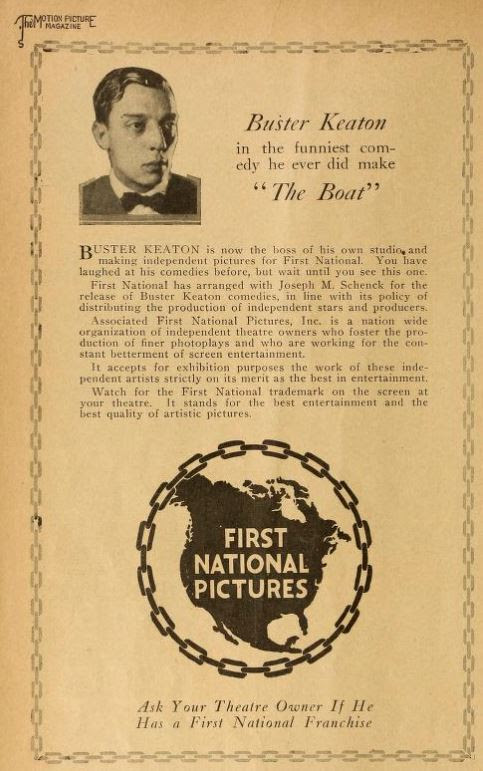 The MOTION PICTURE
MAGAZINE
Buster Keaton
in the funniest com-
edy he ever did make
"The Boat"
BUSTER KEATON is now the boss of his own studio and
making independent pictures for First National. You have
laughed at his comedies before, but wait until you see this one.
First National has arranged with Joseph M. Schenck for the
release of Buster Keaton comedies, in line with its policy of
distributing the production of independent stars and producers.
Associated First National Pictures, Inc. is a nation wide
organization of independent theatre owners who foster the pro-
duction of finer photoplays and who are working for the con-
stant betterment of screen entertainment.
It accepts for exhibition purposes the work of these inde-
pendent artists strictly on its merit as the best in entertainment.
Watch for the First National trademark on the screen at
your theatre. It stands for the best entertainment and the
best quality of artistic pictures.
FIRST
NATIONAL
PICTURES
Ask Your Theatre Owner If He
Has a First National Franchise